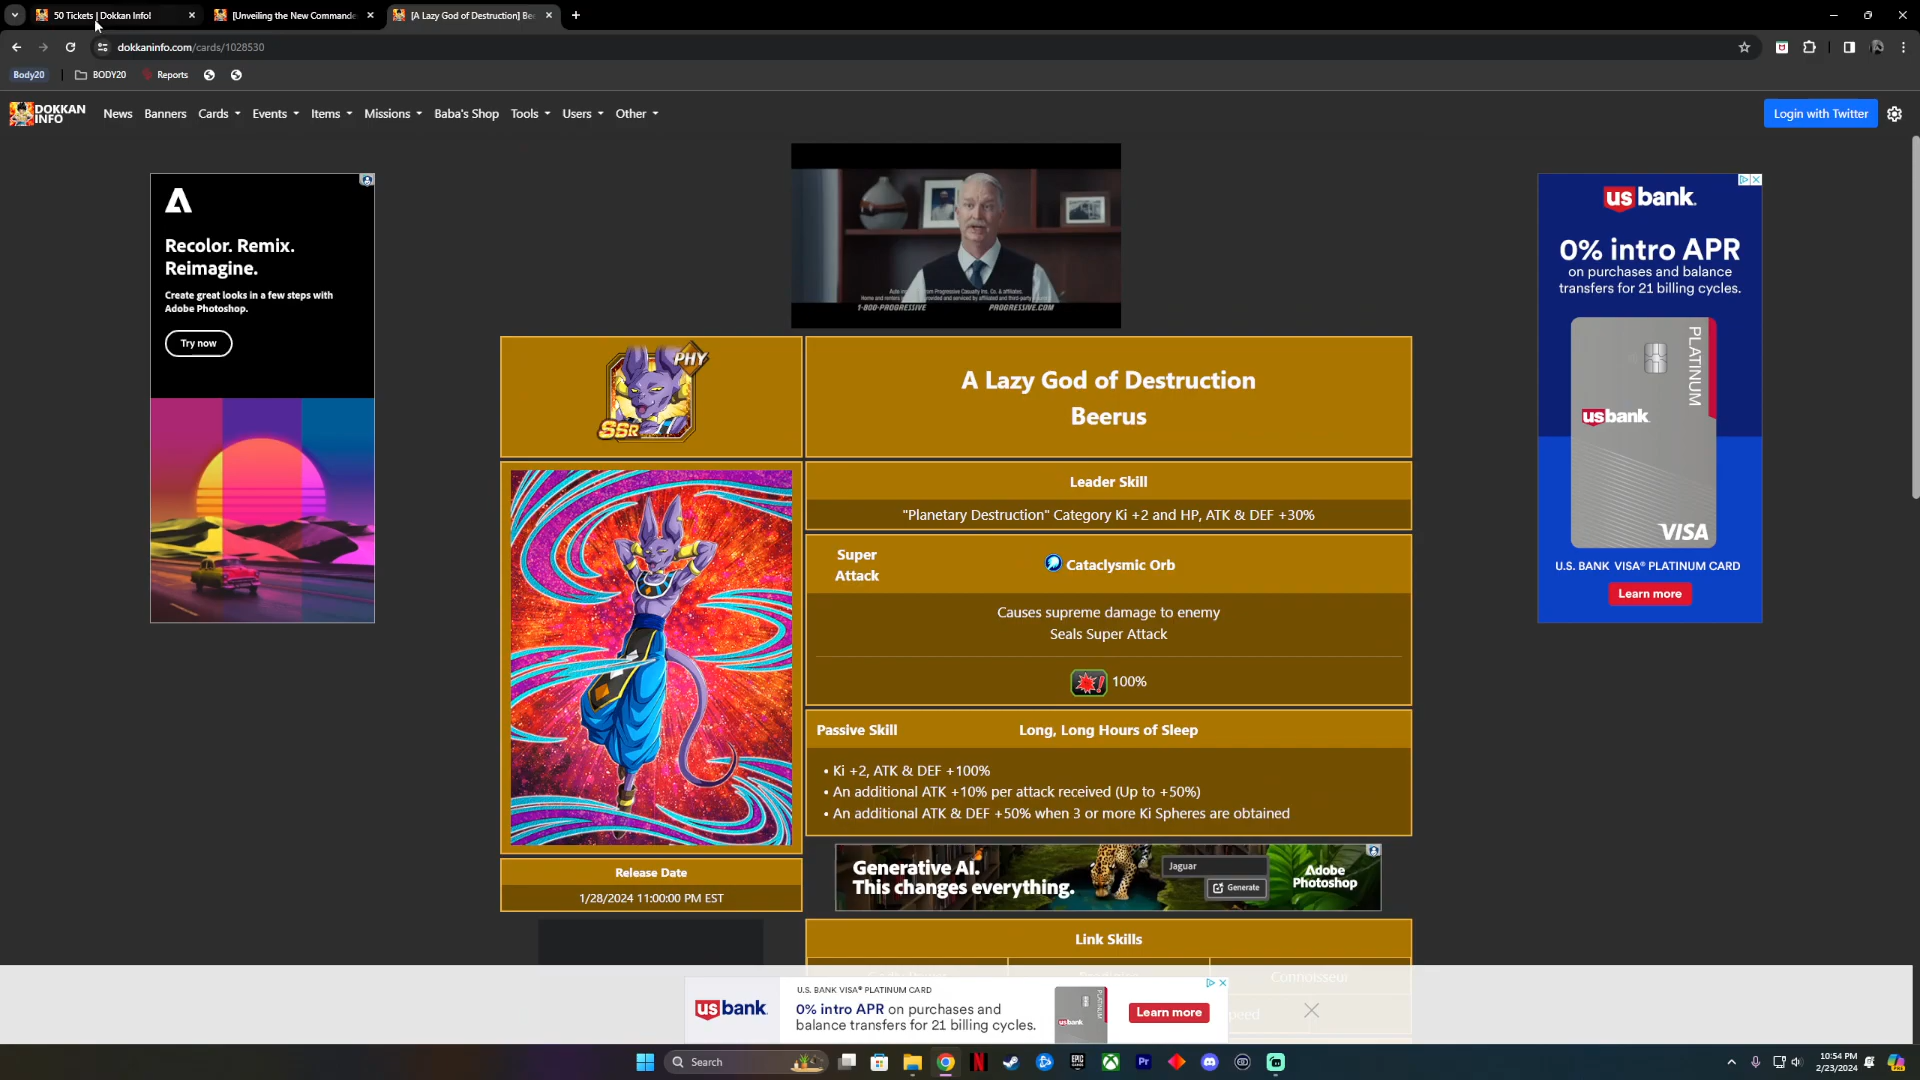 50 Tickets | Dokkan Info!
[Unveiling the New Commande
[A Lazy God of Destruction] Bee
dokkaninfo.com/cards/1028530
Body20
BODY20
Reports
DOKKAN
INFO
News
Banners
Cards
Events
Items
Missions
Baba's Shop
Tools
Users
Other
Login with Twitter
Recolor. Remix.
Reimagine.
Create great looks in a few steps with
Adobe Photoshop.
Try now
1-800-PROGRESSIVE
PROGRESSIVE.COM
us bank.
0% intro APR
on purchases and balance
transfers for 21 billing cycles.
PLATINUM
us bank
VISA
U.S. BANK VISA® PLATINUM CARD
Learn more
PHY
SSR
A Lazy God of Destruction
Beerus
Leader Skill
"Planetary Destruction" Category Ki +2 and HP, ATK & DEF +30%
Super
Attack
Cataclysmic Orb
Causes supreme damage to enemy
Seals Super Attack
100%
Passive Skill
Long, Long Hours of Sleep
• Ki +2, ATK & DEF +100%
• An additional ATK +10% per attack received (Up to +50%)
• An additional ATK & DEF +50% when 3 or more Ki Spheres are obtained
Release Date
1/28/2024 11:00:00 PM EST
Generative AI.
This changes everything.
Jaguar
Generate
Adobe
Photoshop
Link Skills
Connoisseur
us bank
U.S. BANK VISA® PLATINUM CARD
0% intro APR on purchases and
balance transfers for 21 billing cycles.
PLATINUM
us bank
Learn more
Search
Pr
10:54 PM
2/23/2024